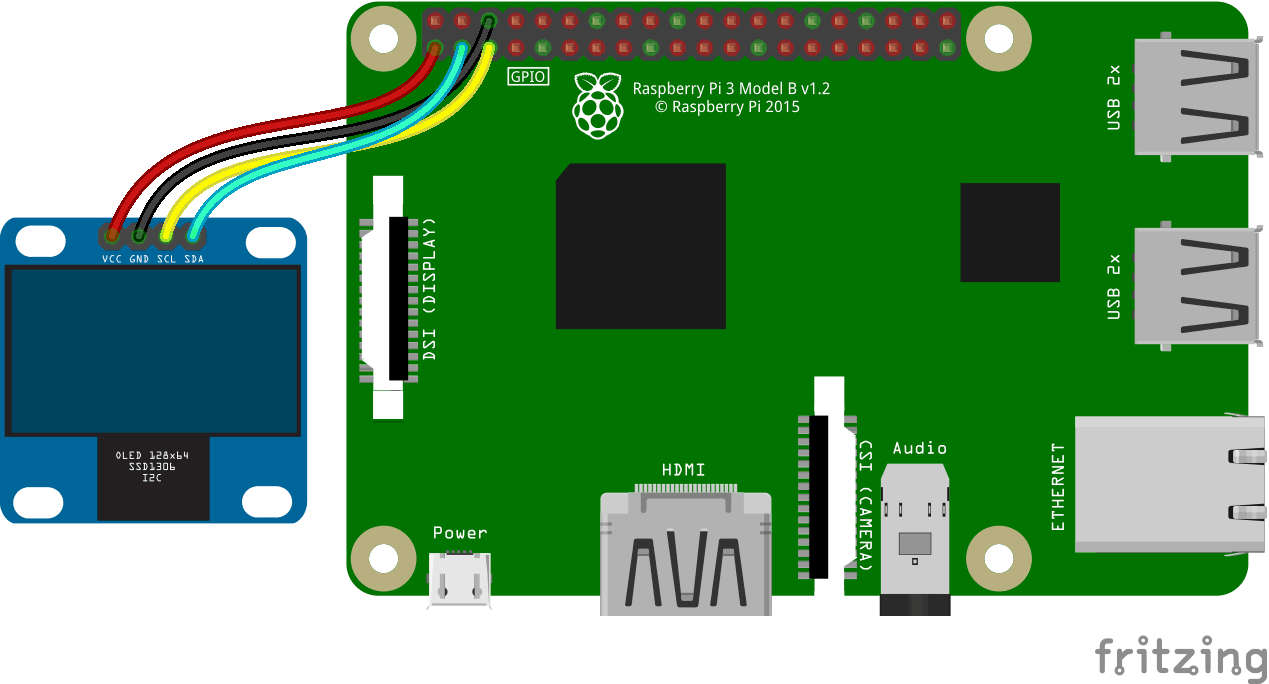 GPIO
Raspberry Pi 3 Model B v1.2
© Raspberry Pi 2015
USB 2x
USB 2x
VCC GND SCL SDA
DSI (DISPLAY)
OLED 128x64
SSD1306
I2C
Power
HDMI
CSI (CAMERA)
Audio
ETHERNET
fritzing